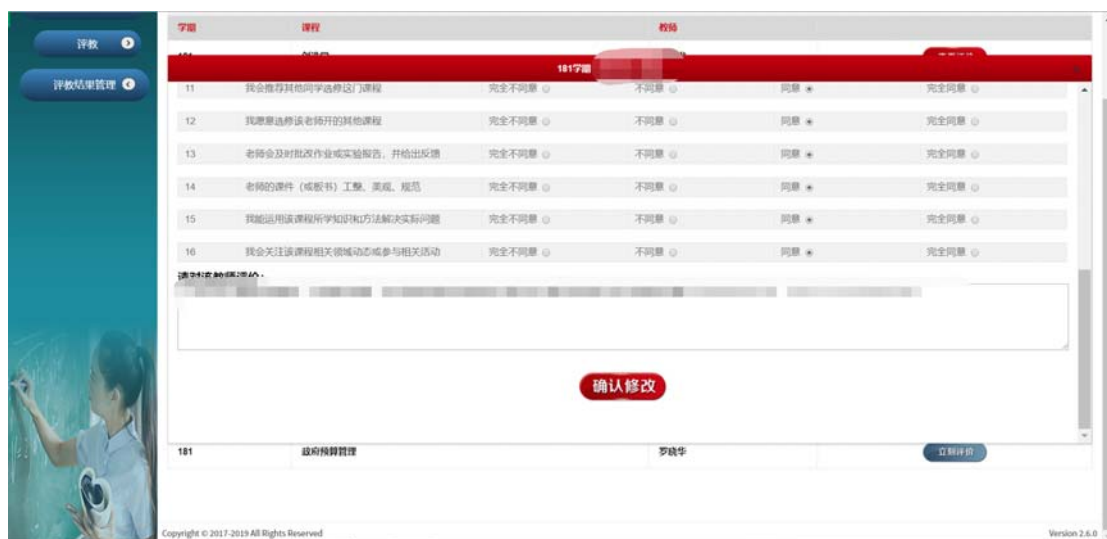 学期 课程 教师
评教
181学期
评教结果管理
11 我会推荐其他同学选修这门课程 完全不同意 不同意 同意 完全同意
12 我愿意选修该老师开的其他课程 完全不同意 不同意 同意 完全同意
13 老师会及时批改作业或实验报告，并给出反馈 完全不同意 不同意 同意 完全同意
14 老师的课件（或板书）工整、美观、规范 完全不同意 不同意 同意 完全同意
15 我能运用该课程所学知识和方法解决实际问题 完全不同意 不同意 同意 完全同意
16 我会关注该课程相关领域动态或参与相关活动 完全不同意 不同意 同意 完全同意
请对该教师评价：
确认修改
181 政府预算管理 罗晓华 立即评价
Copyright © 2017-2019 All Rights Reserved Version 2.6.0